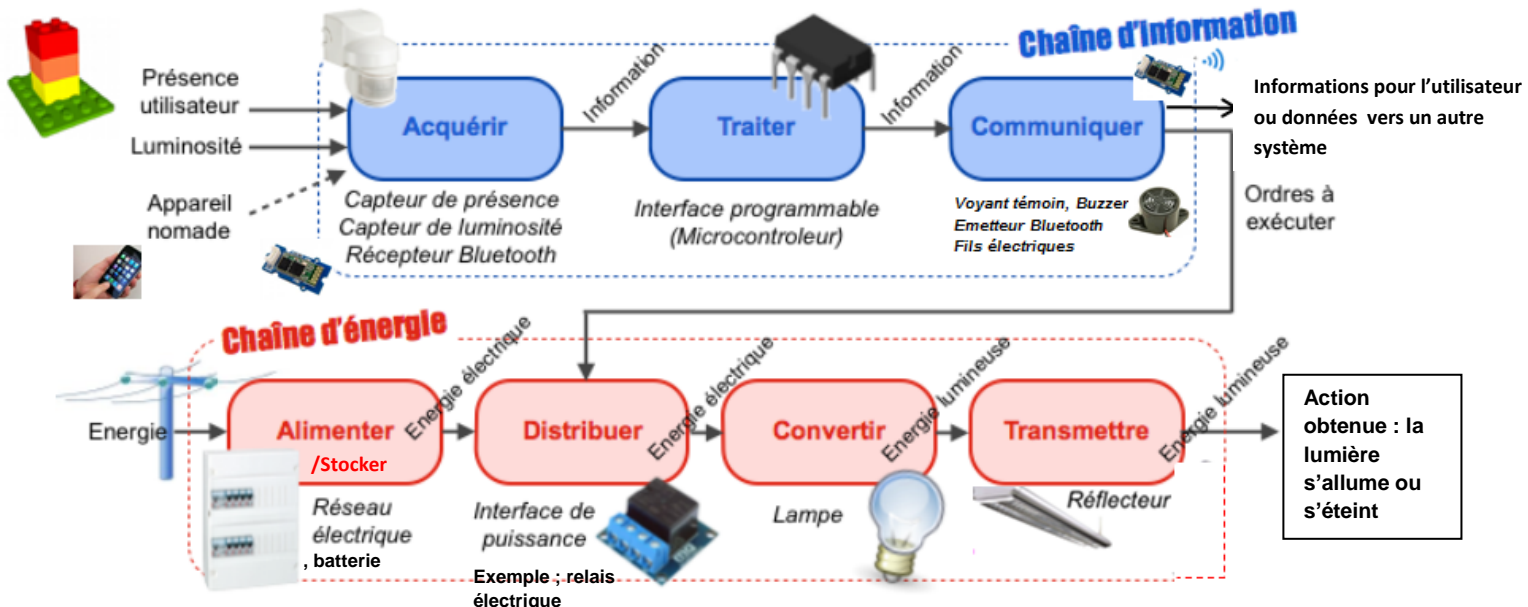 Chaîne d'information
Présence
utilisateur
Luminosité
Appareil
nomade
Acquérir
Information
Traiter
Information
Communiquer
Informations pour l'utilisateur
ou données vers un autre
système
Ordres à
exécuter
Capteur de présence
Capteur de luminosité
Récepteur Bluetooth
Interface programmable
(Microcontroleur)
Voyant témoin, Buzzer
Emetteur Bluetooth
Fils électriques
Chaîne d'énergie
Energie
Alimenter
/Stocker
Energie électrique
Distribuer
Energie électrique
Convertir
Energie lumineuse
Transmettre
Energie lumineuse
Action
obtenue : la
lumière
s'allume ou
s'éteint
Réseau
électrique
, batterie
Interface de
puissance
Exemple ; relais
électrique
Lampe
Réflecteur